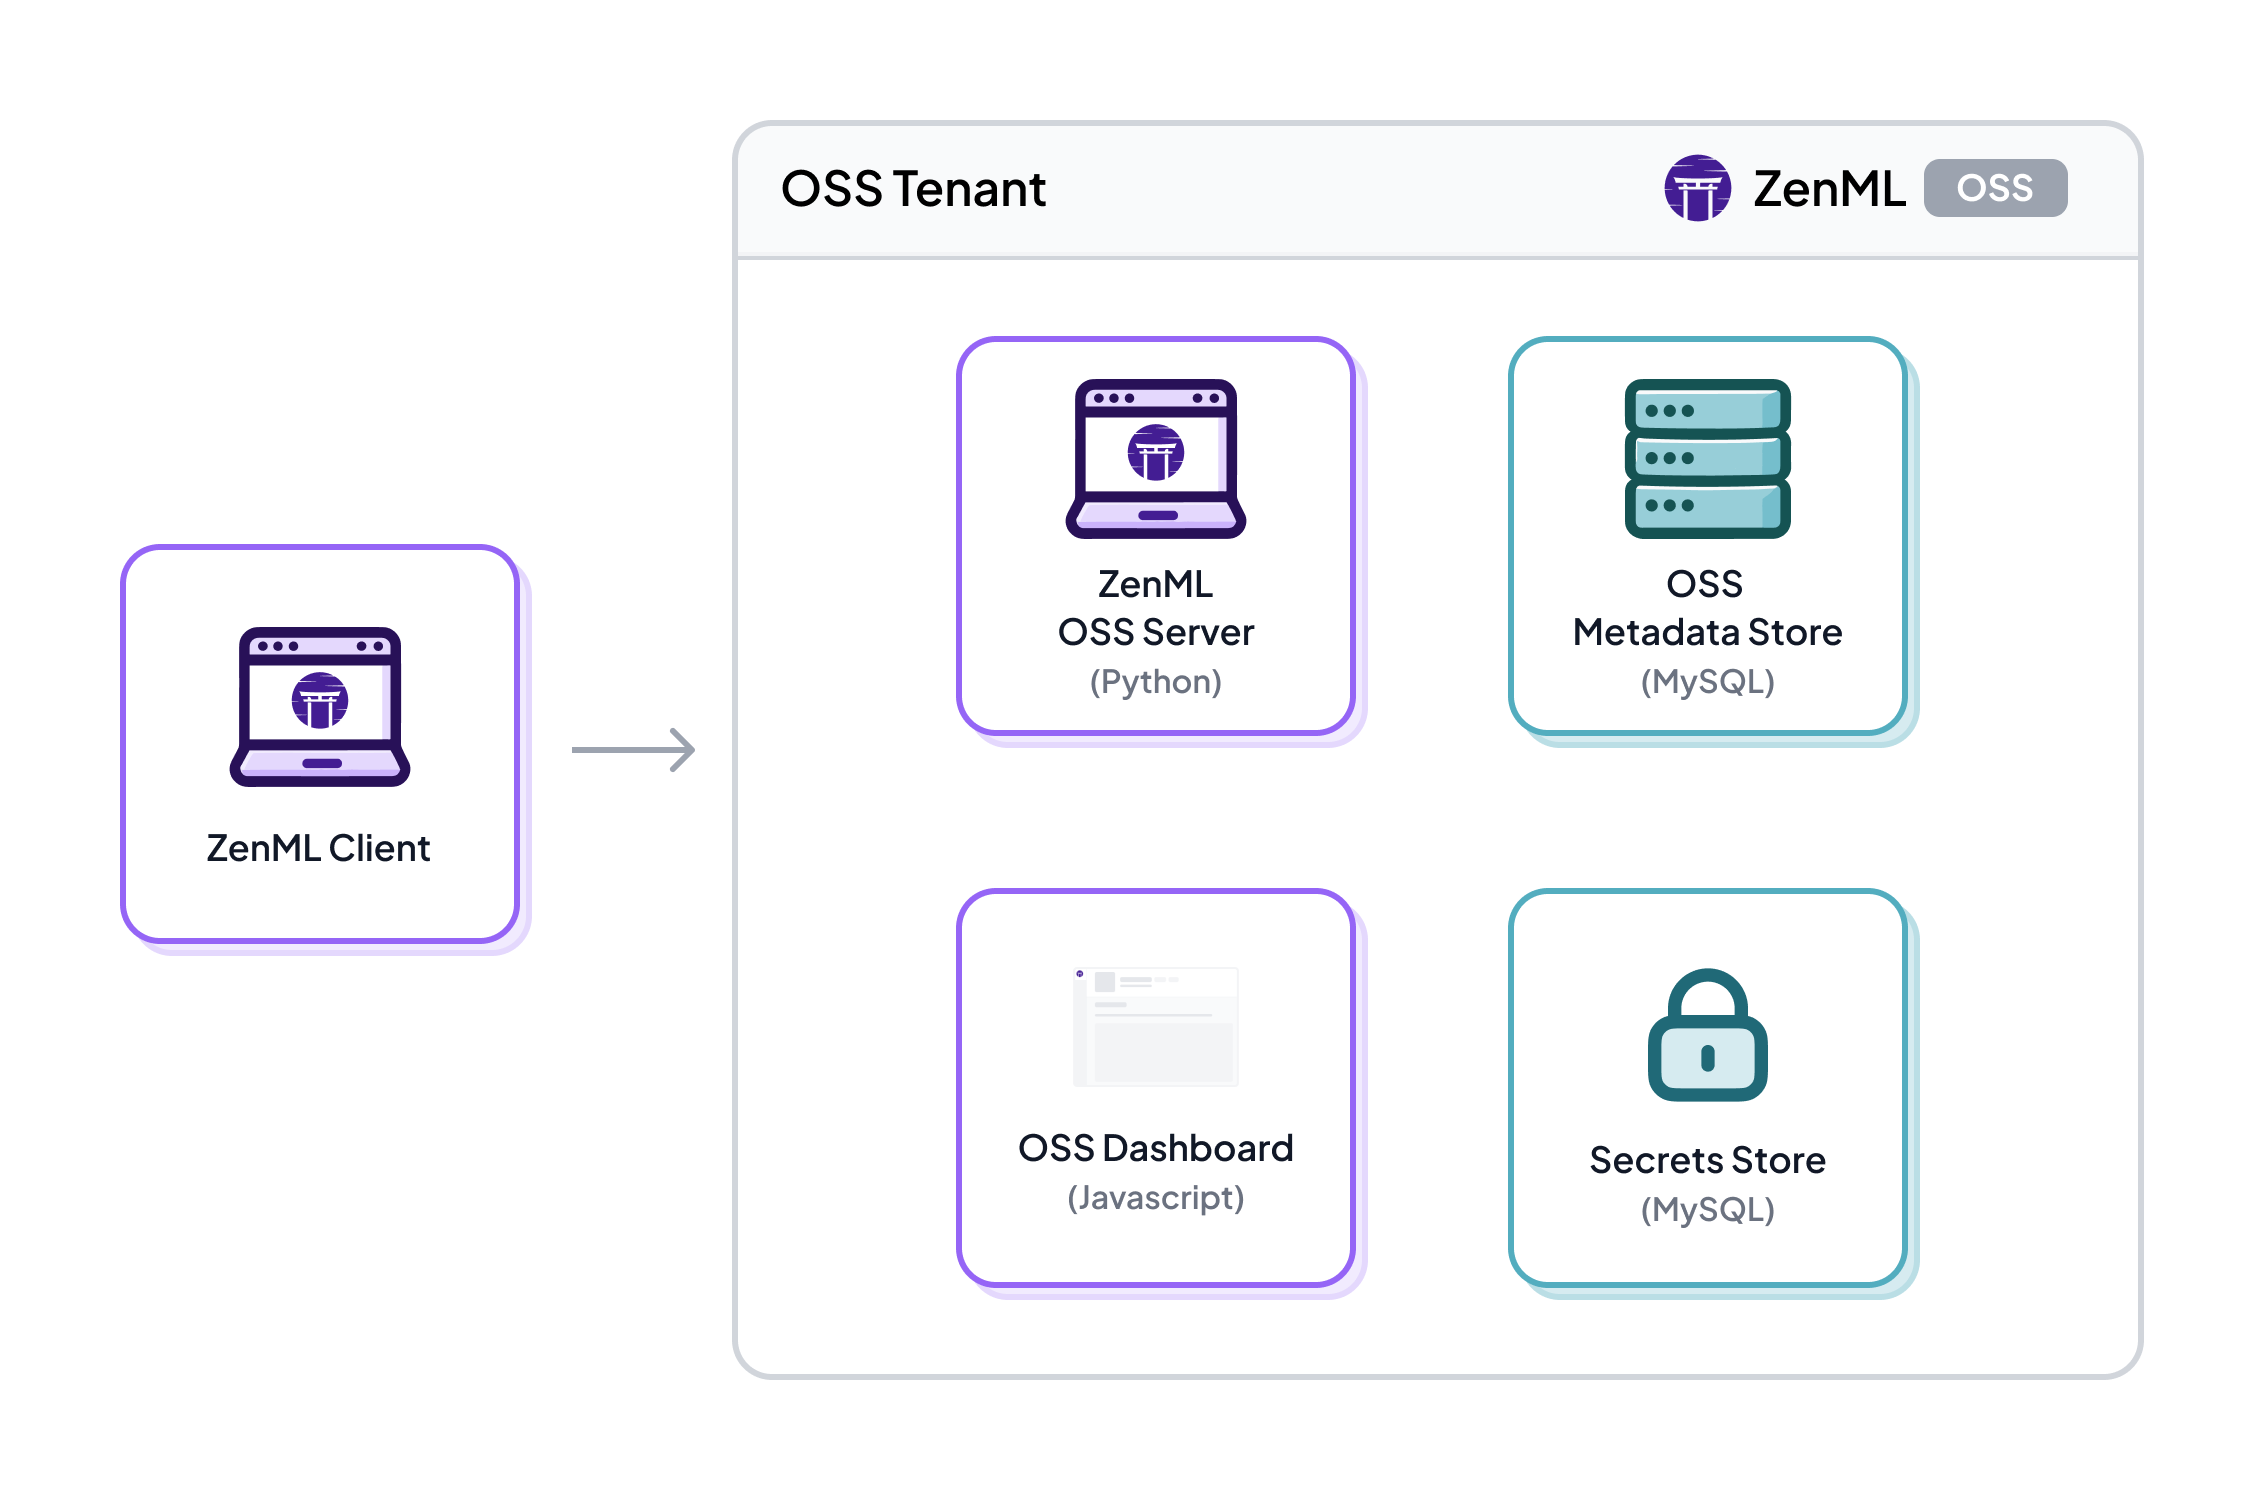 OSS Tenant
ZenML OSS
ZenML
OSS Server
(Python)
OSS
Metadata Store
(MySQL)
ZenML Client
OSS Dashboard
(Javascript)
Secrets Store
(MySQL)